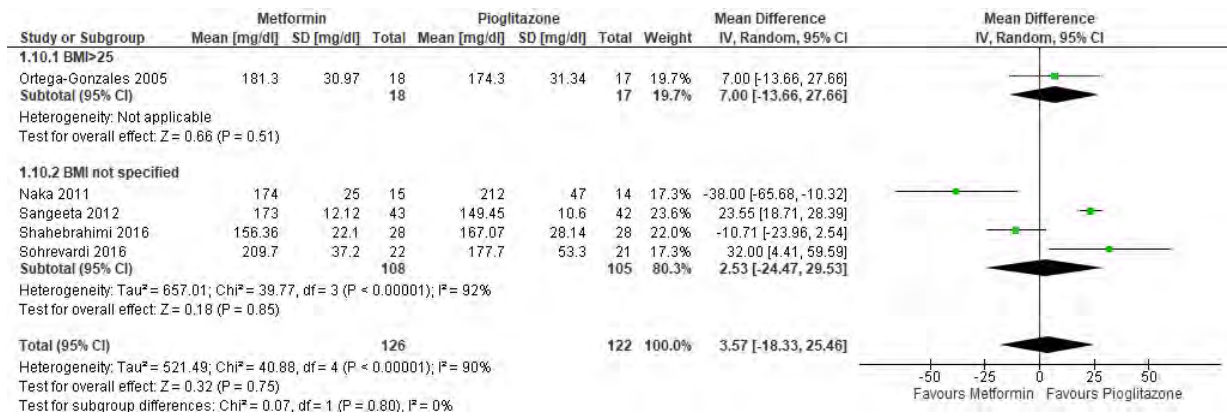 Metformin Pioglitazone Mean Difference Mean Difference
Study or Subgroup Mean [mg/dl] SD [mg/dl] Total Mean [mg/dl] SD [mg/dl] Total Weight IV, Random, 95% CI IV, Random, 95% CI
1.10.1 BMI>25
Ortega-Gonzales 2005 181.3 30.97 18 174.3 31.34 17 19.7% 7.00 [-13.66, 27.66]
Subtotal (95% CI) 18 17 19.7% 7.00 [-13.66, 27.66]
Heterogeneity: Not applicable
Test for overall effect: Z = 0.66 (P = 0.51)
1.10.2 BMI not specified
Naka 2011 174 25 15 212 47 14 17.3% -38.00 [-65.68, -10.32]
Sangeeta 2012 173 12.12 43 149.45 10.6 42 23.6% 23.55 [18.71, 28.39]
Shahebrahimi 2016 156.36 22.1 28 167.07 28.14 28 22.0% -10.71 [-23.96, 2.54]
Sohrevardi 2016 209.7 37.2 22 177.7 53.3 21 17.3% 32.00 [4.41, 59.59]
Subtotal (95% CI) 108 105 80.3% 2.53 [-24.47, 29.53]
Heterogeneity: Tau² = 657.01; Chi² = 39.77, df = 3 (P < 0.00001); I² = 92%
Test for overall effect: Z = 0.18 (P = 0.85)
Total (95% CI) 126 122 100.0% 3.57 [-18.33, 25.46]
Heterogeneity: Tau² = 521.49; Chi² = 40.88, df = 4 (P < 0.00001); I² = 90%
Test for overall effect: Z = 0.32 (P = 0.75)
Test for subgroup differences: Chi² = 0.07, df = 1 (P = 0.80), I² = 0%
-50 -25 0 25 50
Favours Metformin Favours Pioglitazone